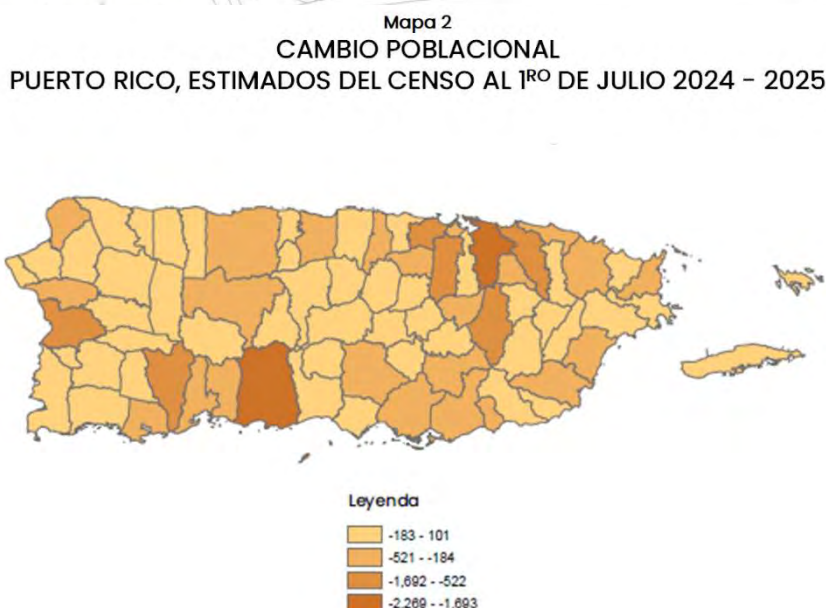 Mapa 2
CAMBIO POBLACIONAL
PUERTO RICO, ESTIMADOS DEL CENSO AL 1RO DE JULIO 2024 - 2025
Leyenda
-183 - 101
-521 - -184
-1,692 - -522
-2,269 - -1,693